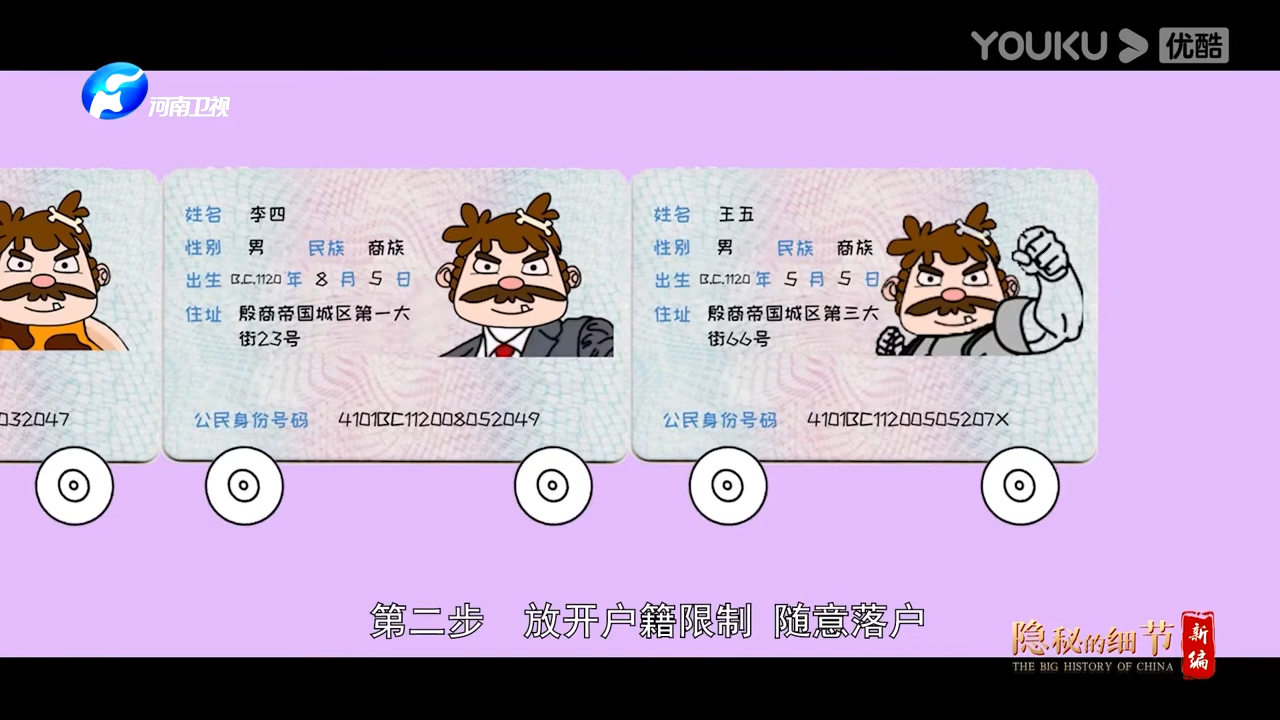 YOUKU 优酷
河南卫视
032047
姓名 李四
性别 男 民族 商族
出生 B.C.1120 年 8 月 5 日
住址 殷商帝国城区第一大
街23号
公民身份号码 4101BC112008052049
姓名 王五
性别 男 民族 商族
出生 B.C.1120 年 5 月 5 日
住址 殷商帝国城区第三大
街66号
公民身份号码 4101BC11200505207X
第二步 放开户籍限制 随意落户
隐秘的细节 新编
THE BIG HISTORY OF CHINA